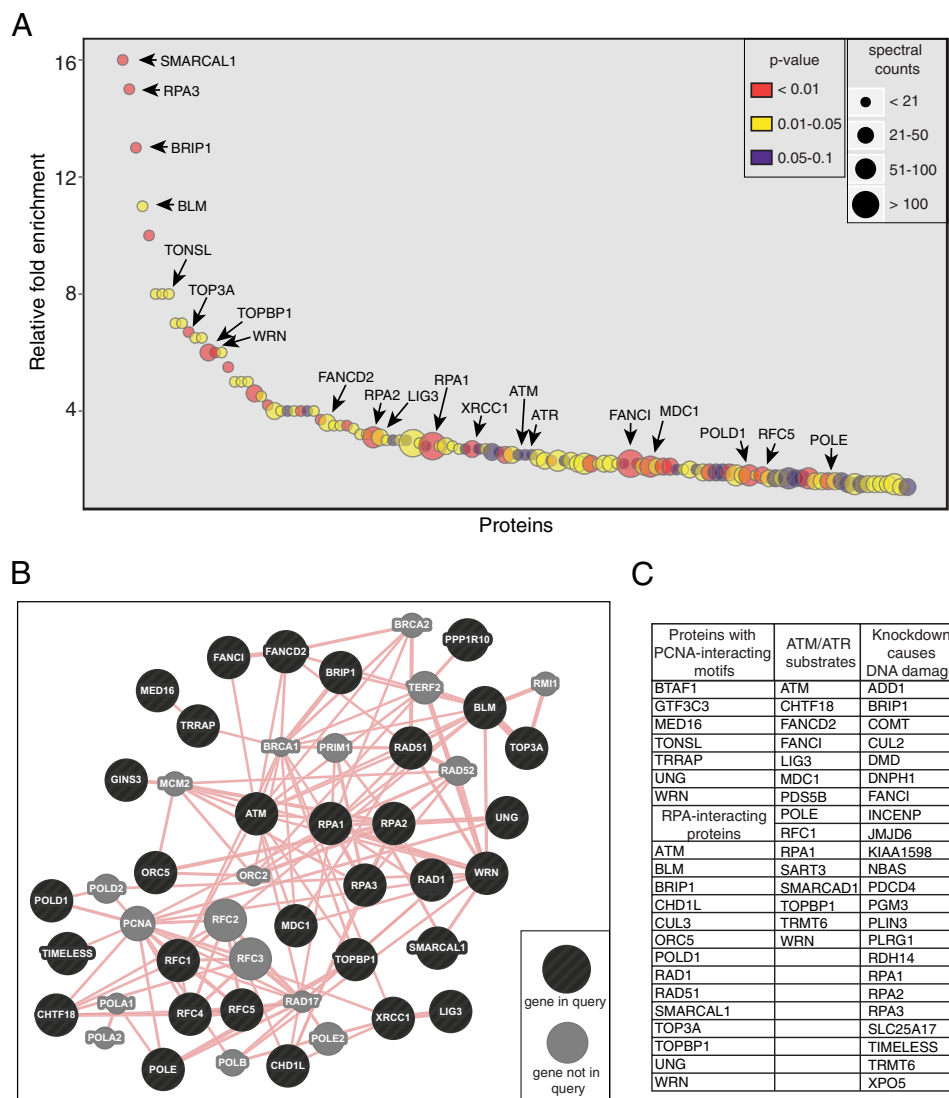 A
Relative fold enrichment
16
12
8
4
SMARCAL1
RPA3
BRIP1
BLM
TONSL
TOP3A
TOPBP1
WRN
FANCD2
RPA2
LIG3
RPA1
XRCC1
ATM
ATR
FANCI
MDC1
POLD1
RFC5
POLE
p-value
< 0.01
0.01-0.05
0.05-0.1
spectral
counts
< 21
21-50
51-100
> 100
Proteins
B
BRCA2
PPP1R10
FANCI
FANCD2
BRIP1
TERF2
RMI1
MED16
BLM
TRRAP
BRCA1
PRIM1
RAD51
TOP3A
RAD52
GINS3
MCM2
ATM
RPA1
RPA2
UNG
ORC5
ORC2
RPA3
RAD1
WRN
POLD1
POLD2
PCNA
RFC2
MDC1
TIMELESS
RFC1
RFC3
TOPBP1
SMARCAL1
CHTF18
POLA1
RFC4
RFC5
RAD17
XRCC1
LIG3
POLA2
POLE2
POLE
POLB
CHD1L
gene in query
gene not in
query
C
Proteins with
PCNA-interacting
motifs
ATM/ATR
substrates
Knockdown
causes
DNA damag
BTAF1 ATM ADD1
GTF3C3 CHTF18 BRIP1
MED16 FANCD2 COMT
TONSL FANCI CUL2
TRRAP LIG3 DMD
UNG MDC1 DNPH1
WRN PDS5B FANCI
RPA-interacting
proteins
POLE INCENP
RFC1 JMJD6
ATM RPA1 KIAA1598
BLM SART3 NBAS
BRIP1 SMARCAD1 PDCD4
CHD1L TOPBP1 PGM3
CUL3 TRMT6 PLIN3
ORC5 WRN PLRG1
POLD1 RDH14
RAD1 RPA1
RAD51 RPA2
SMARCAL1 RPA3
TOP3A SLC25A17
TOPBP1 TIMELESS
UNG TRMT6
WRN XPO5